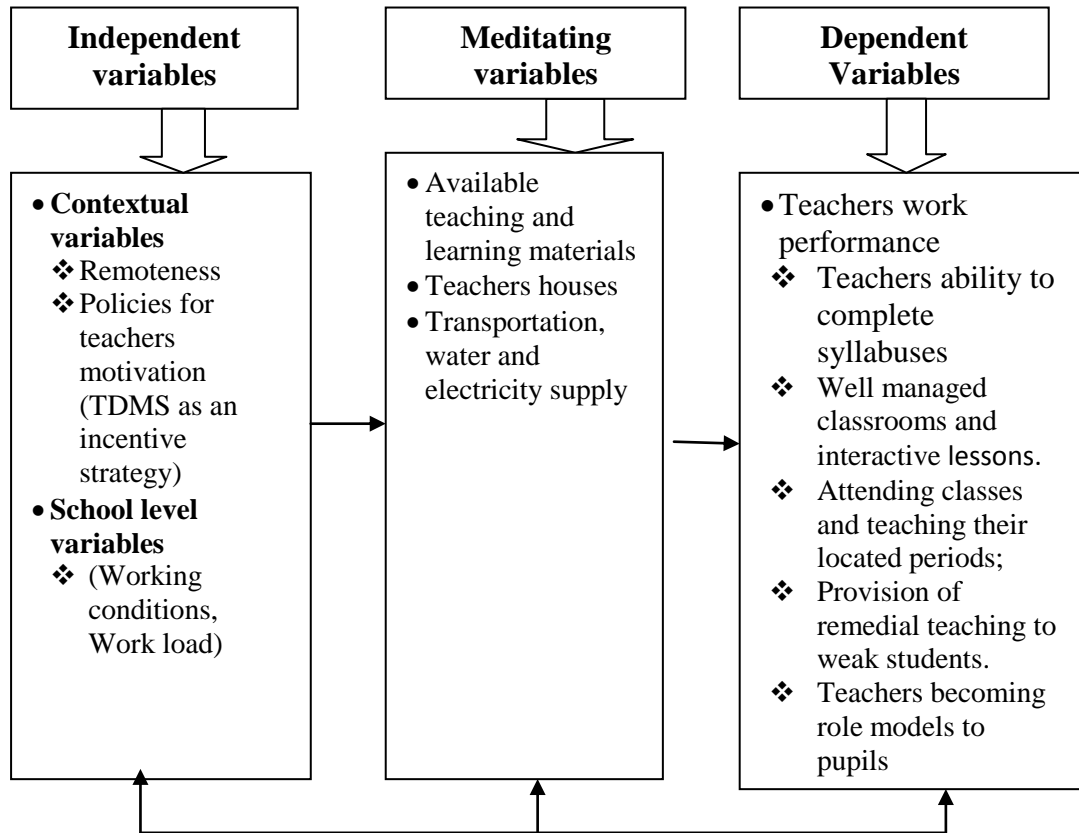 Independent
variables
Meditating
variables
Dependent
Variables
• Contextual
variables
❖ Remoteness
❖ Policies for
teachers
motivation
(TDMS as an
incentive
strategy)
• School level
variables
❖ (Working
conditions,
Work load)
• Available
teaching and
learning materials
• Teachers houses
• Transportation,
water and
electricity supply
• Teachers work
performance
❖ Teachers ability to
complete
syllabuses
❖ Well managed
classrooms and
interactive lessons.
❖ Attending classes
and teaching their
located periods;
❖ Provision of
remedial teaching to
weak students.
❖ Teachers becoming
role models to
pupils